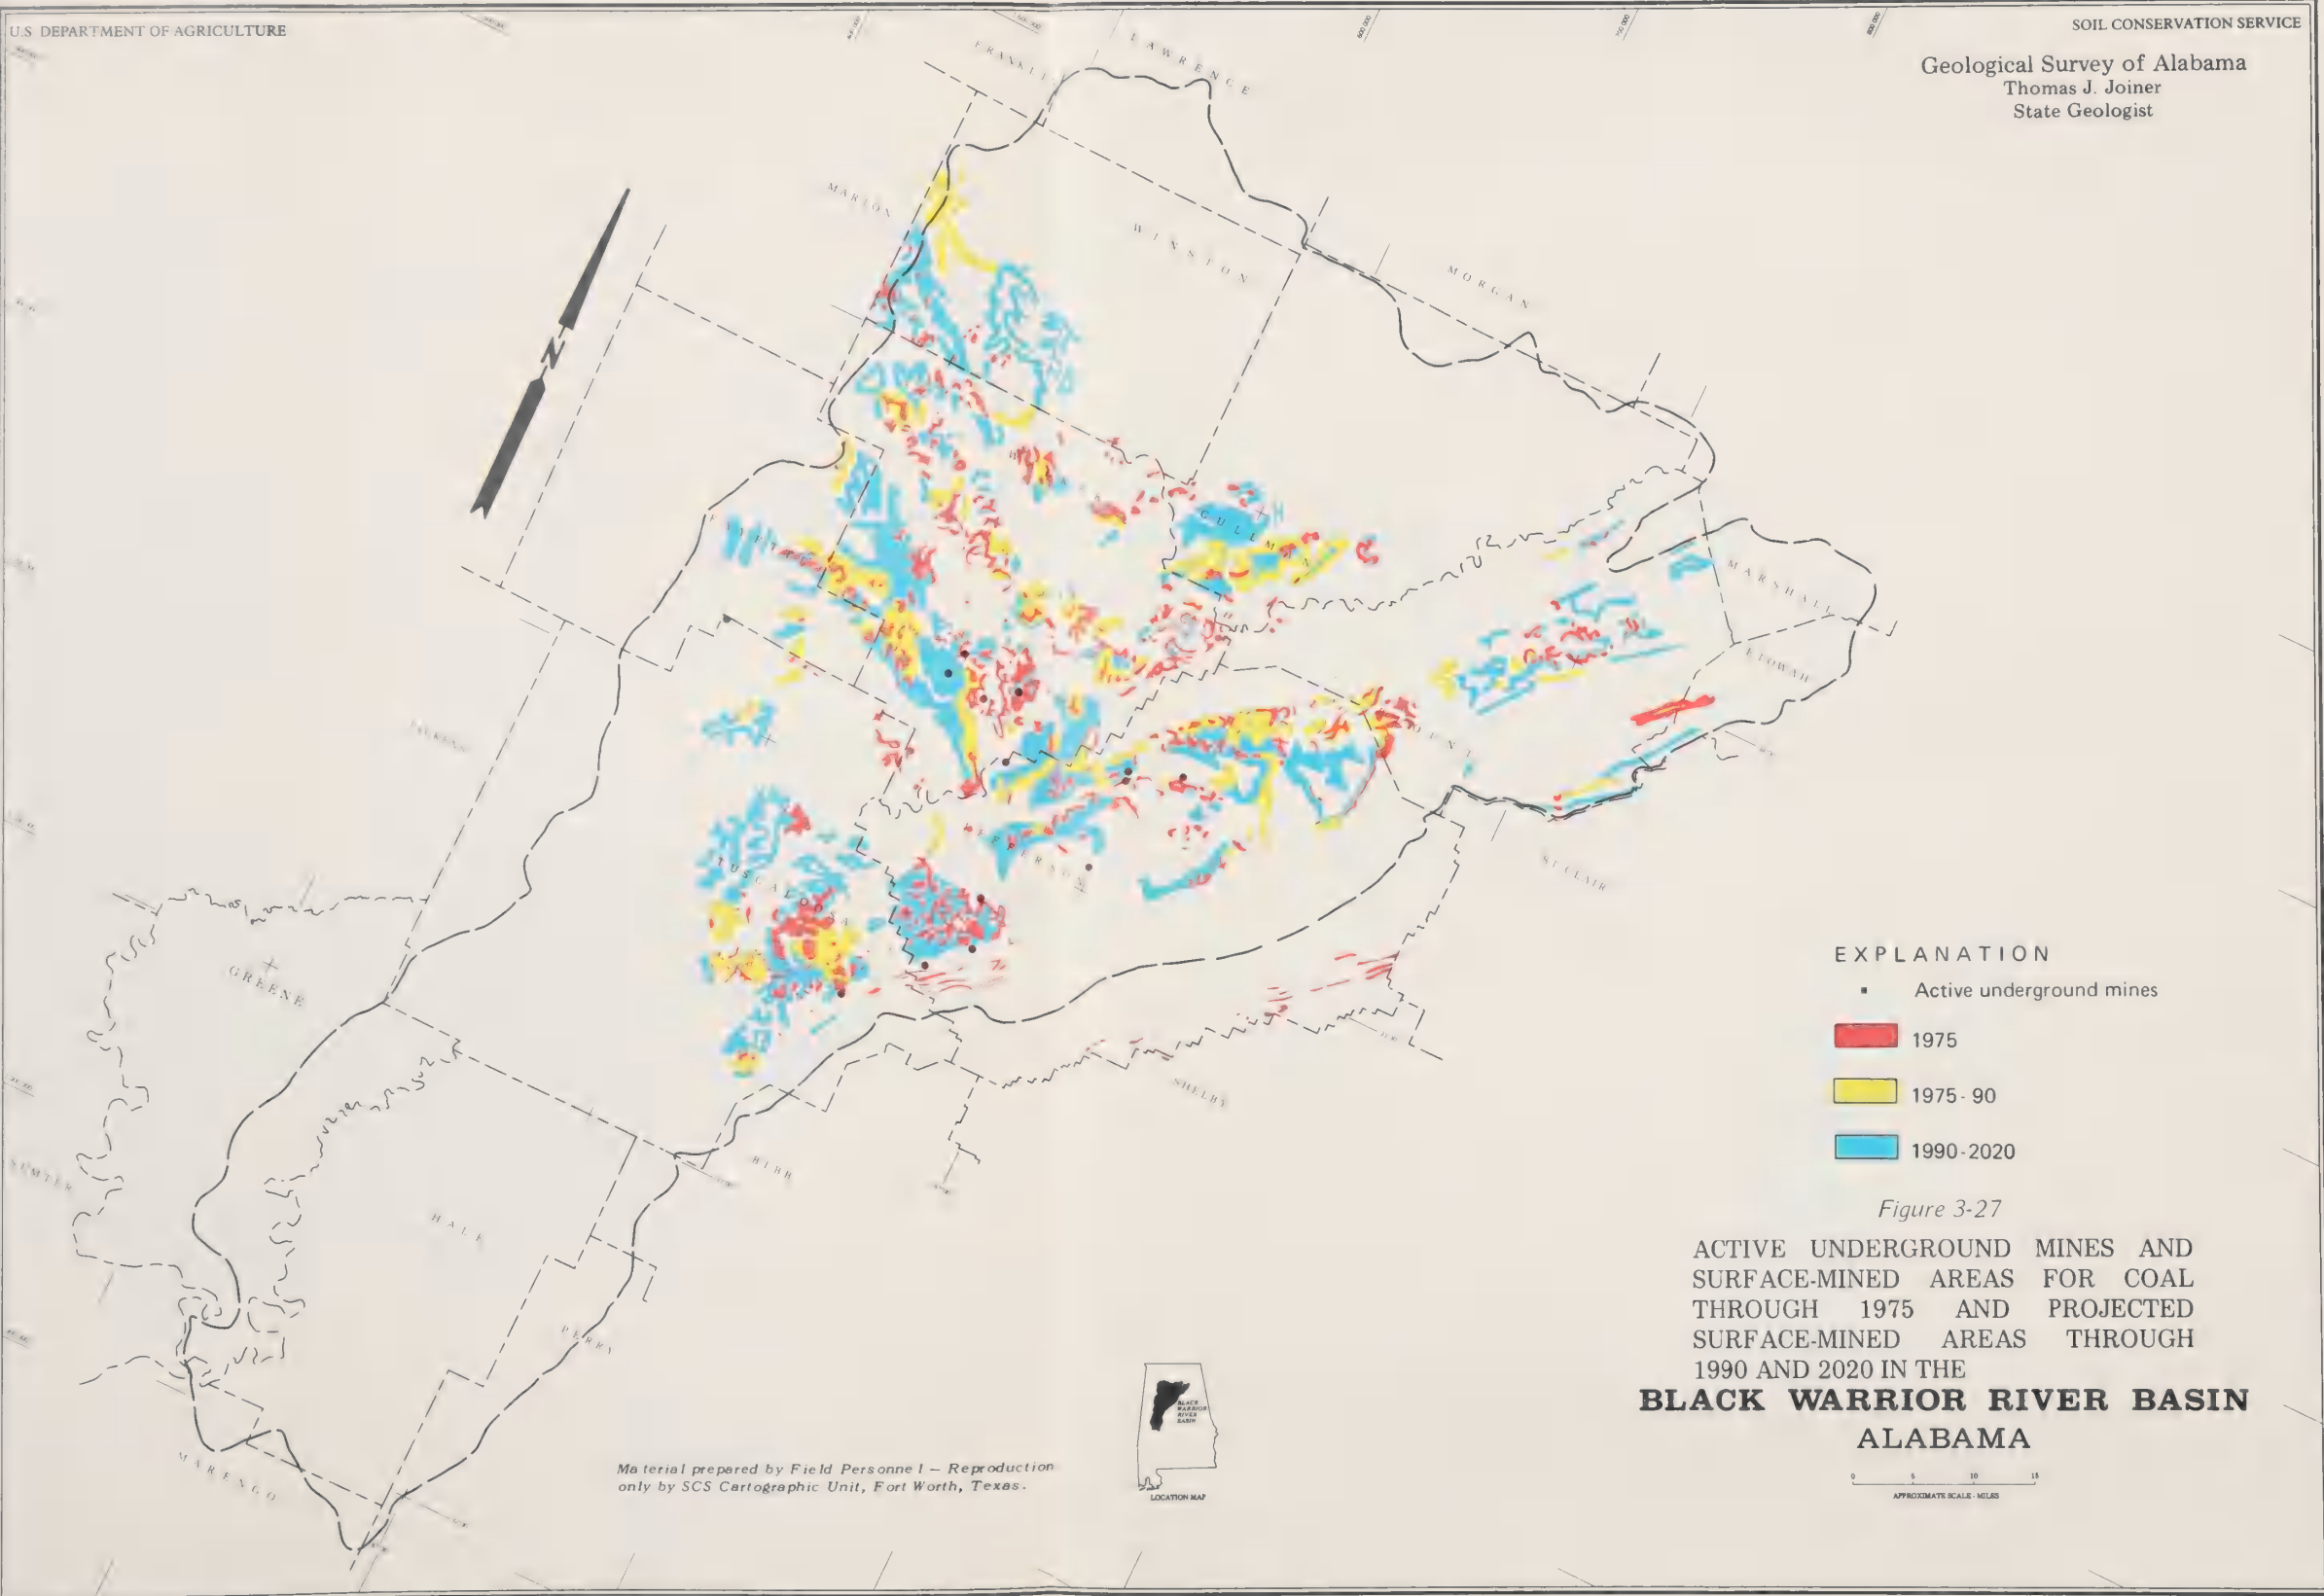 U.S DEPARTMENT OF AGRICULTURE
SOIL CONSERVATION SERVICE
Geological Survey of Alabama
Thomas J. Joiner
State Geologist
LAWRENCE
MARION
WINSTON
MORGAN
N
CULLMAN
MARSHALL
ETOWAH
TUSCALOOSA
JEFFERSON
ST CLAIR
GREENE
SHELBY
SUMTER
BIBB
HALE
PERRY
MARENGO
EXPLANATION
Active underground mines
1975
1975-90
1990-2020
Figure 3-27
ACTIVE UNDERGROUND MINES AND
SURFACE-MINED AREAS FOR COAL
THROUGH 1975 AND PROJECTED
SURFACE-MINED AREAS THROUGH
1990 AND 2020 IN THE
BLACK WARRIOR RIVER BASIN
ALABAMA
0 5 10 15
APPROXIMATE SCALE - MILES
BLACK
WARRIOR
RIVER
BASIN
LOCATION MAP
Material prepared by Field Personnel — Reproduction
only by SCS Cartographic Unit, Fort Worth, Texas.